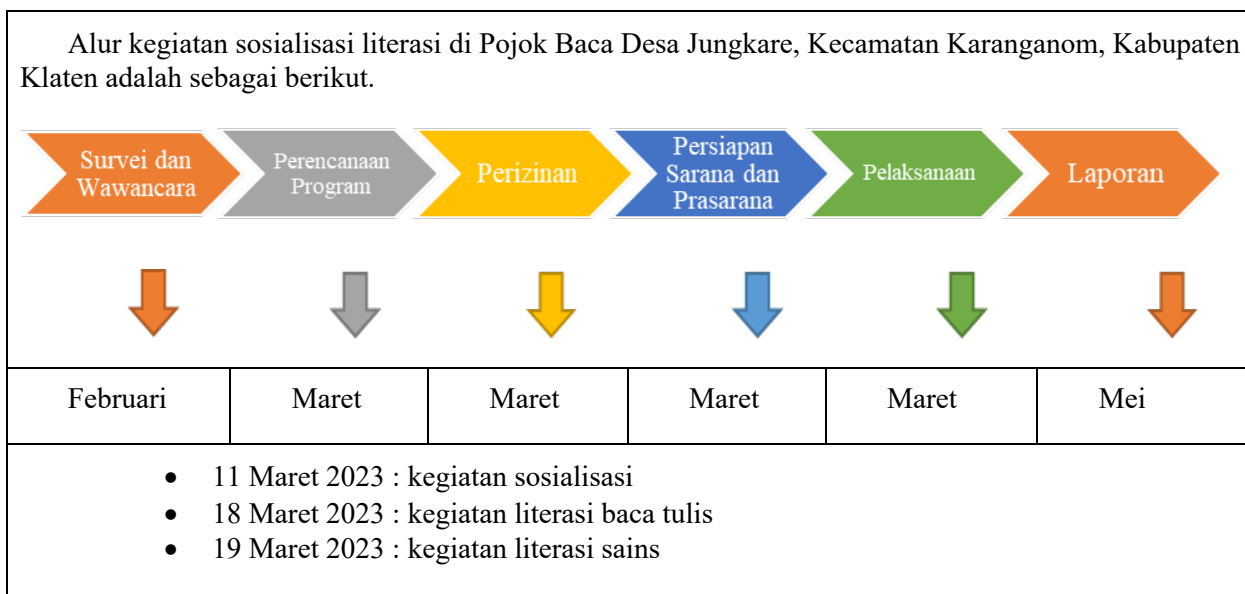 Alur kegiatan sosialisasi literasi di Pojok Baca Desa Jungkare, Kecamatan Karanganom, Kabupaten
Klaten adalah sebagai berikut.
Survei dan
Wawancara
Perencanaan
Program
Perizinan
Persiapan
Sarana dan
Prasarana
Pelaksanaan
Laporan
Februari
Maret
Maret
Maret
Maret
Mei
• 11 Maret 2023 : kegiatan sosialisasi
• 18 Maret 2023 : kegiatan literasi baca tulis
• 19 Maret 2023 : kegiatan literasi sains